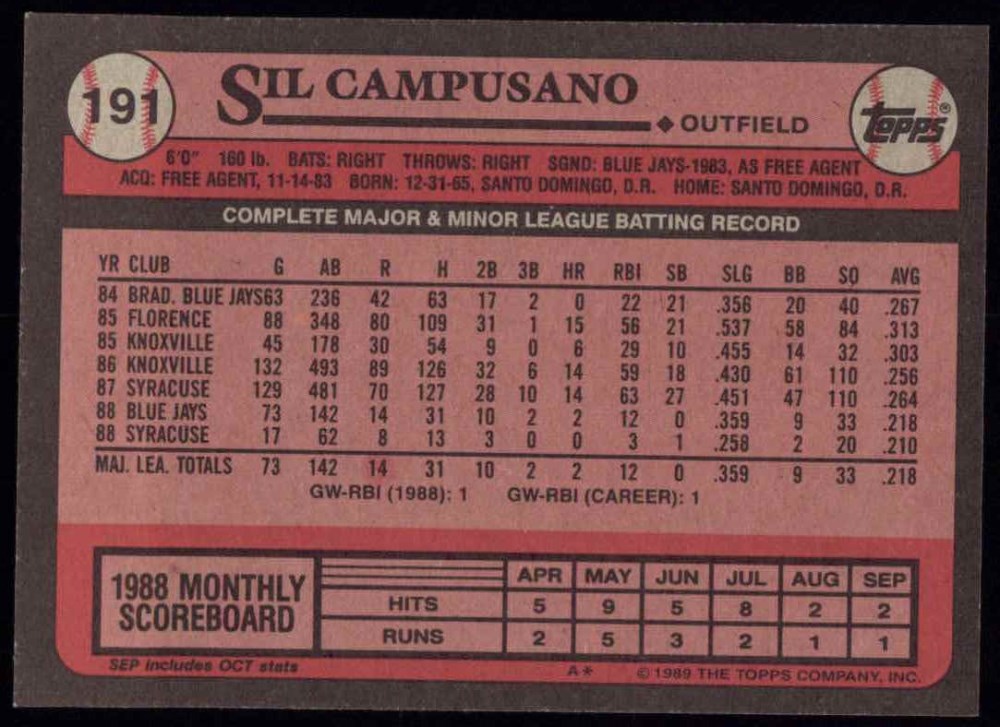 191
SIL CAMPUSANO
OUTFIELD
TOPPS®
6'0" 160 lb. BATS: RIGHT THROWS: RIGHT SGND: BLUE JAYS-1983, AS FREE AGENT
ACQ: FREE AGENT, 11-14-83 BORN: 12-31-65, SANTO DOMINGO, D.R. HOME: SANTO DOMINGO, D.R.
COMPLETE MAJOR & MINOR LEAGUE BATTING RECORD
YR CLUB G AB R H 2B 3B HR RBI SB SLG BB SO AVG
84 BRAD. BLUE JAYS 63 236 42 63 17 2 0 22 21 .356 20 40 .267
85 FLORENCE 88 348 80 109 31 1 15 56 21 .537 58 84 .313
85 KNOXVILLE 45 178 30 54 9 0 6 29 10 .455 14 32 .303
86 KNOXVILLE 132 493 89 126 32 6 14 59 18 .430 61 110 .256
87 SYRACUSE 129 481 70 127 28 10 14 63 27 .451 47 110 .264
88 BLUE JAYS 73 142 14 31 10 2 2 12 0 .359 9 33 .218
88 SYRACUSE 17 62 8 13 3 0 0 3 1 .258 2 20 .210
MAJ. LEA. TOTALS 73 142 14 31 10 2 2 12 0 .359 9 33 .218
GW-RBI (1988): 1 GW-RBI (CAREER): 1
1988 MONTHLY SCOREBOARD
APR MAY JUN JUL AUG SEP
HITS 5 9 5 8 2 2
RUNS 2 5 3 2 1 1
SEP includes OCT stats
A* © 1989 THE TOPPS COMPANY, INC.